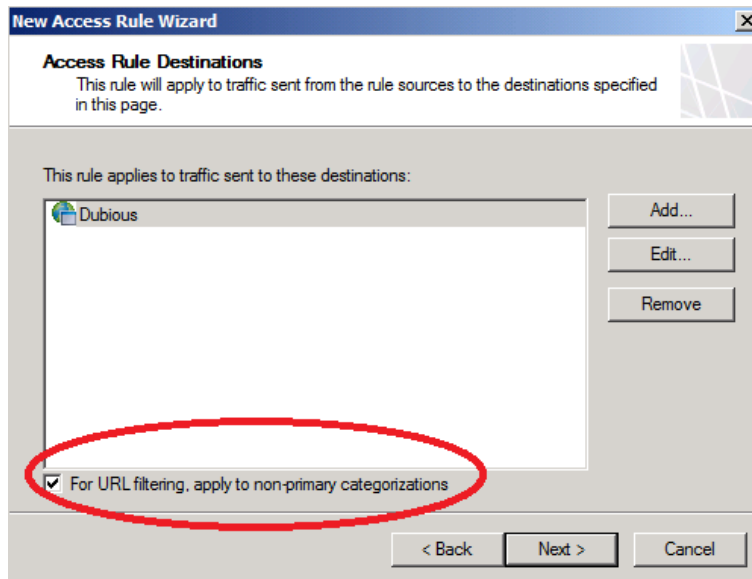 New Access Rule Wizard
Access Rule Destinations
This rule will apply to traffic sent from the rule sources to the destinations specified
in this page.
This rule applies to traffic sent to these destinations:
Dubious
Add...
Edit...
Remove
For URL filtering, apply to non-primary categorizations
< Back Next > Cancel